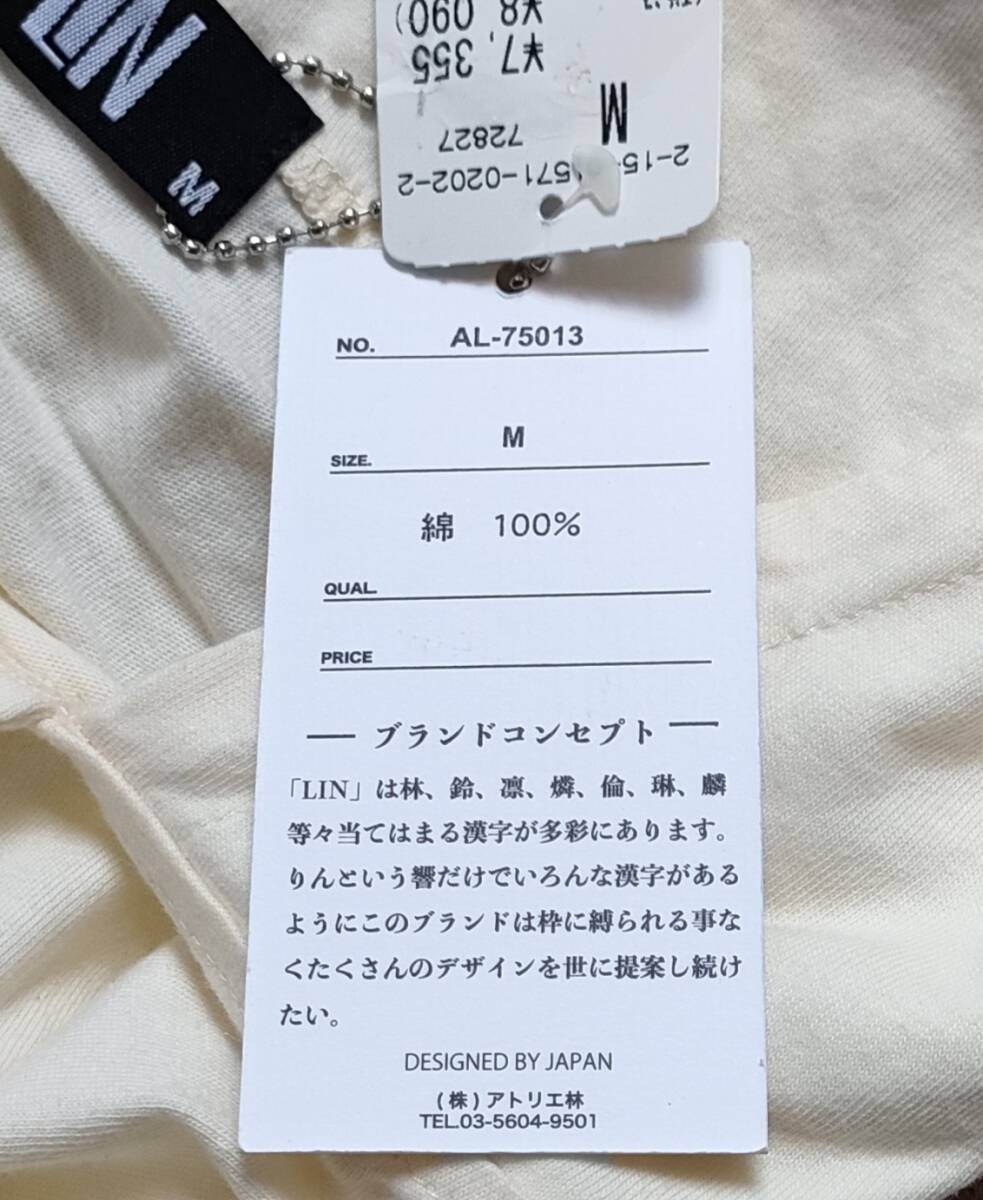 LIN
M
¥8,090)
¥7,355
M
72827
NO. AL-75013
SIZE. M
綿 100%
QUAL.
PRICE
ブランドコンセプト
「LIN」は林、鈴、凛、燐、倫、琳、麟
等々当てはまる漢字が多彩にあります。
りんという響だけでいろんな漢字がある
ようにこのブランドは枠に縛られる事な
くたくさんのデザインを世に提案し続け
たい。
DESIGNED BY JAPAN
(株)アトリエ林
TEL.03-5604-9501